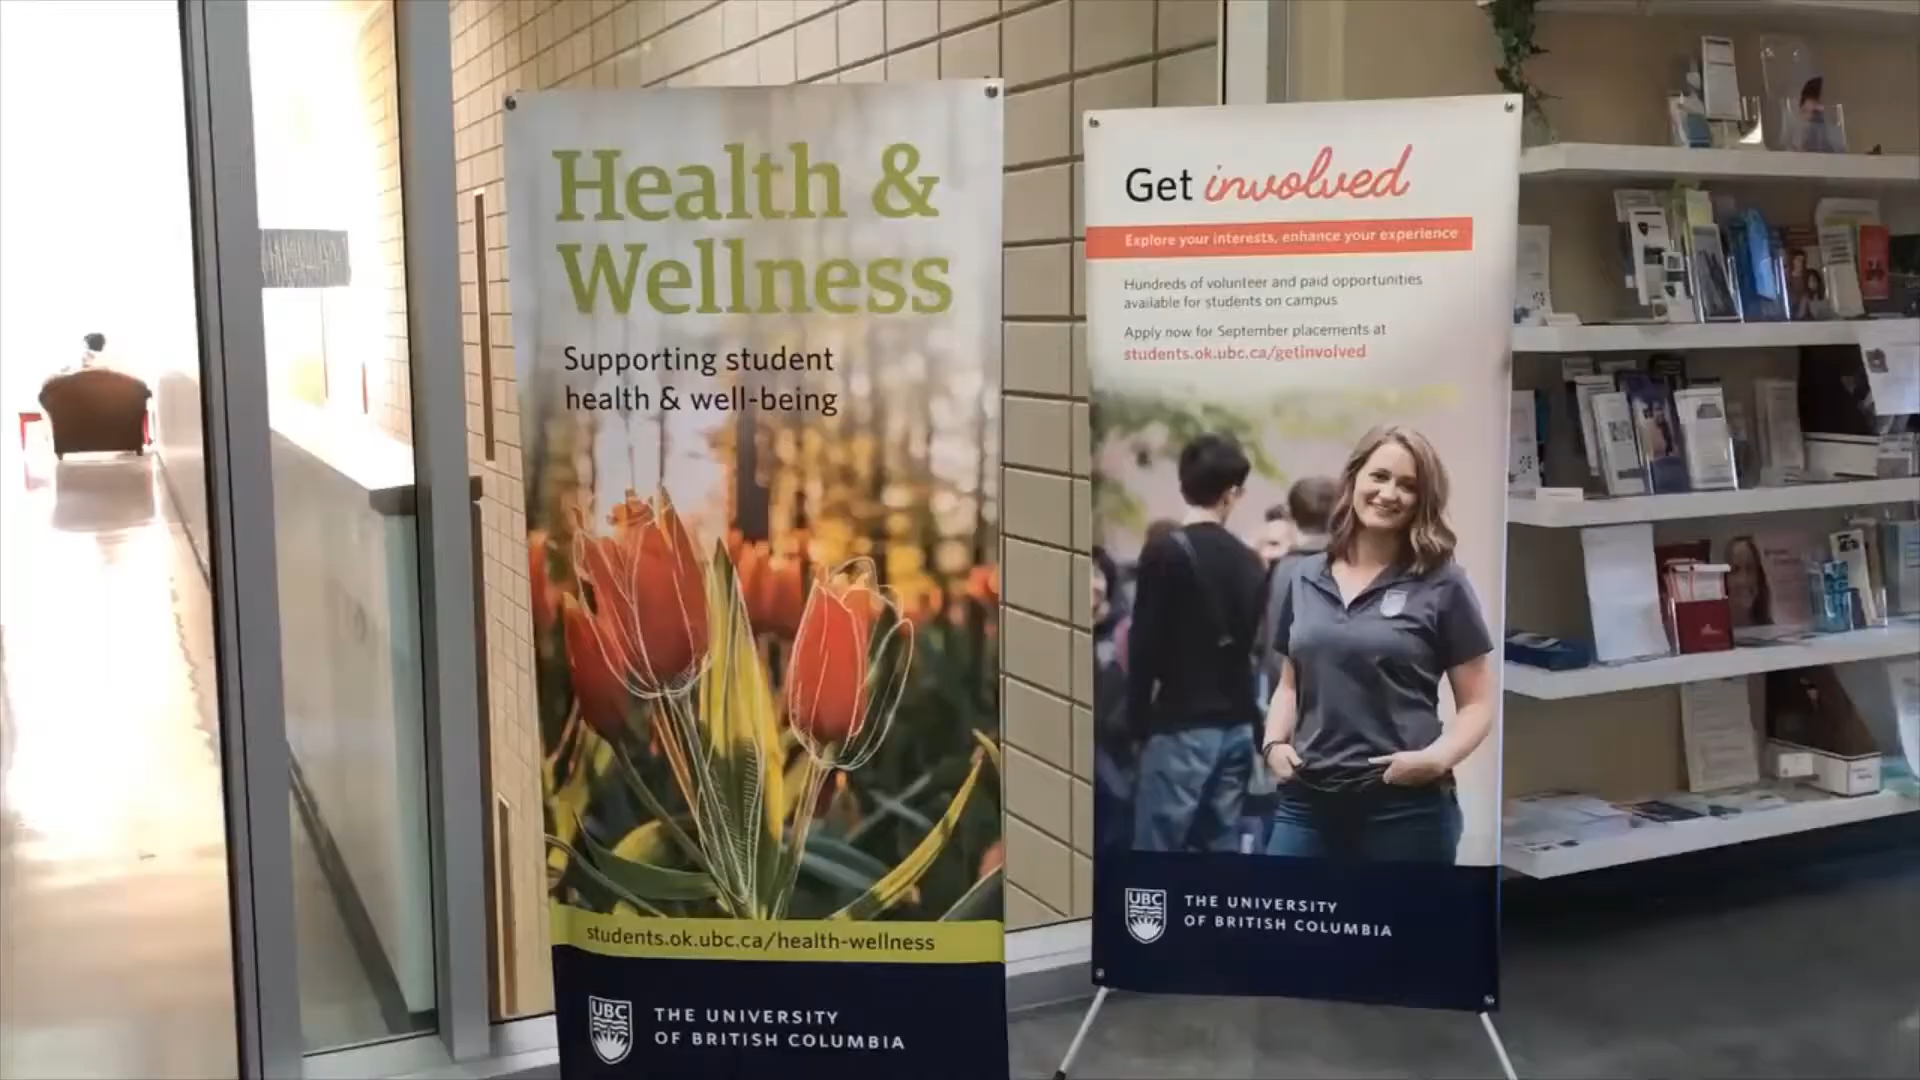 Health &
Wellness
Supporting student
health & well-being
students.ok.ubc.ca/health-wellness
UBC
THE UNIVERSITY
OF BRITISH COLUMBIA
Get involved
Explore your interests, enhance your experience
Hundreds of volunteer and paid opportunities
available for students on campus
Apply now for September placements at
students.ok.ubc.ca/getinvolved
UBC
THE UNIVERSITY
OF BRITISH COLUMBIA